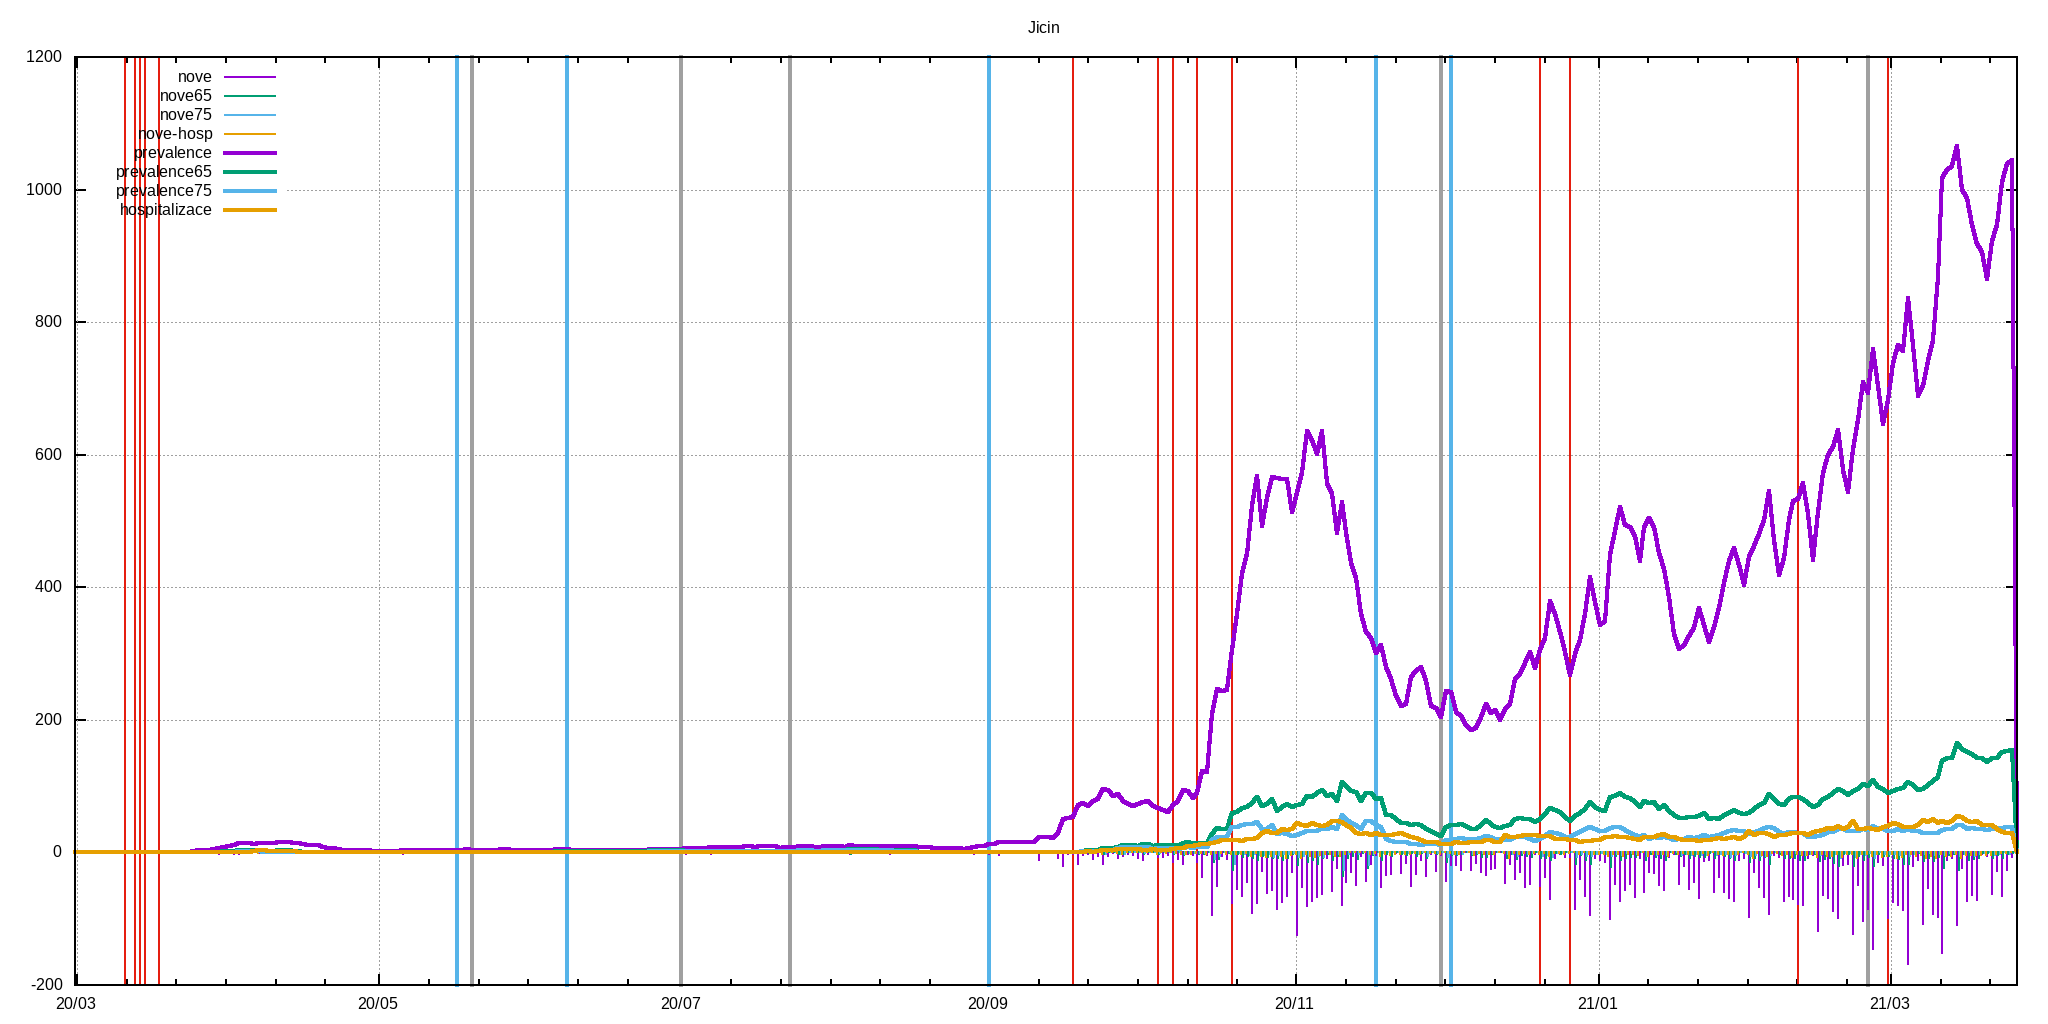 Jicin
1200
nove
nove65
nove75
nove-hosp
prevalence
prevalence65
prevalence75
hospitalizace
1000
800
600
400
200
0
-200
20/03 20/05 20/07 20/09 20/11 21/01 21/03